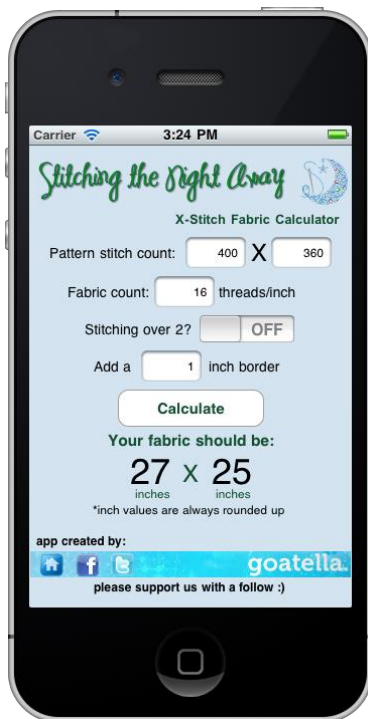 Carrier 3:24 PM
Stitching the Night Away
X-Stitch Fabric Calculator
Pattern stitch count: 400 X 360
Fabric count: 16 threads/inch
Stitching over 2? OFF
Add a 1 inch border
Calculate
Your fabric should be:
27 X 25
inches inches
*inch values are always rounded up
app created by:
f t goatella.
please support us with a follow :)